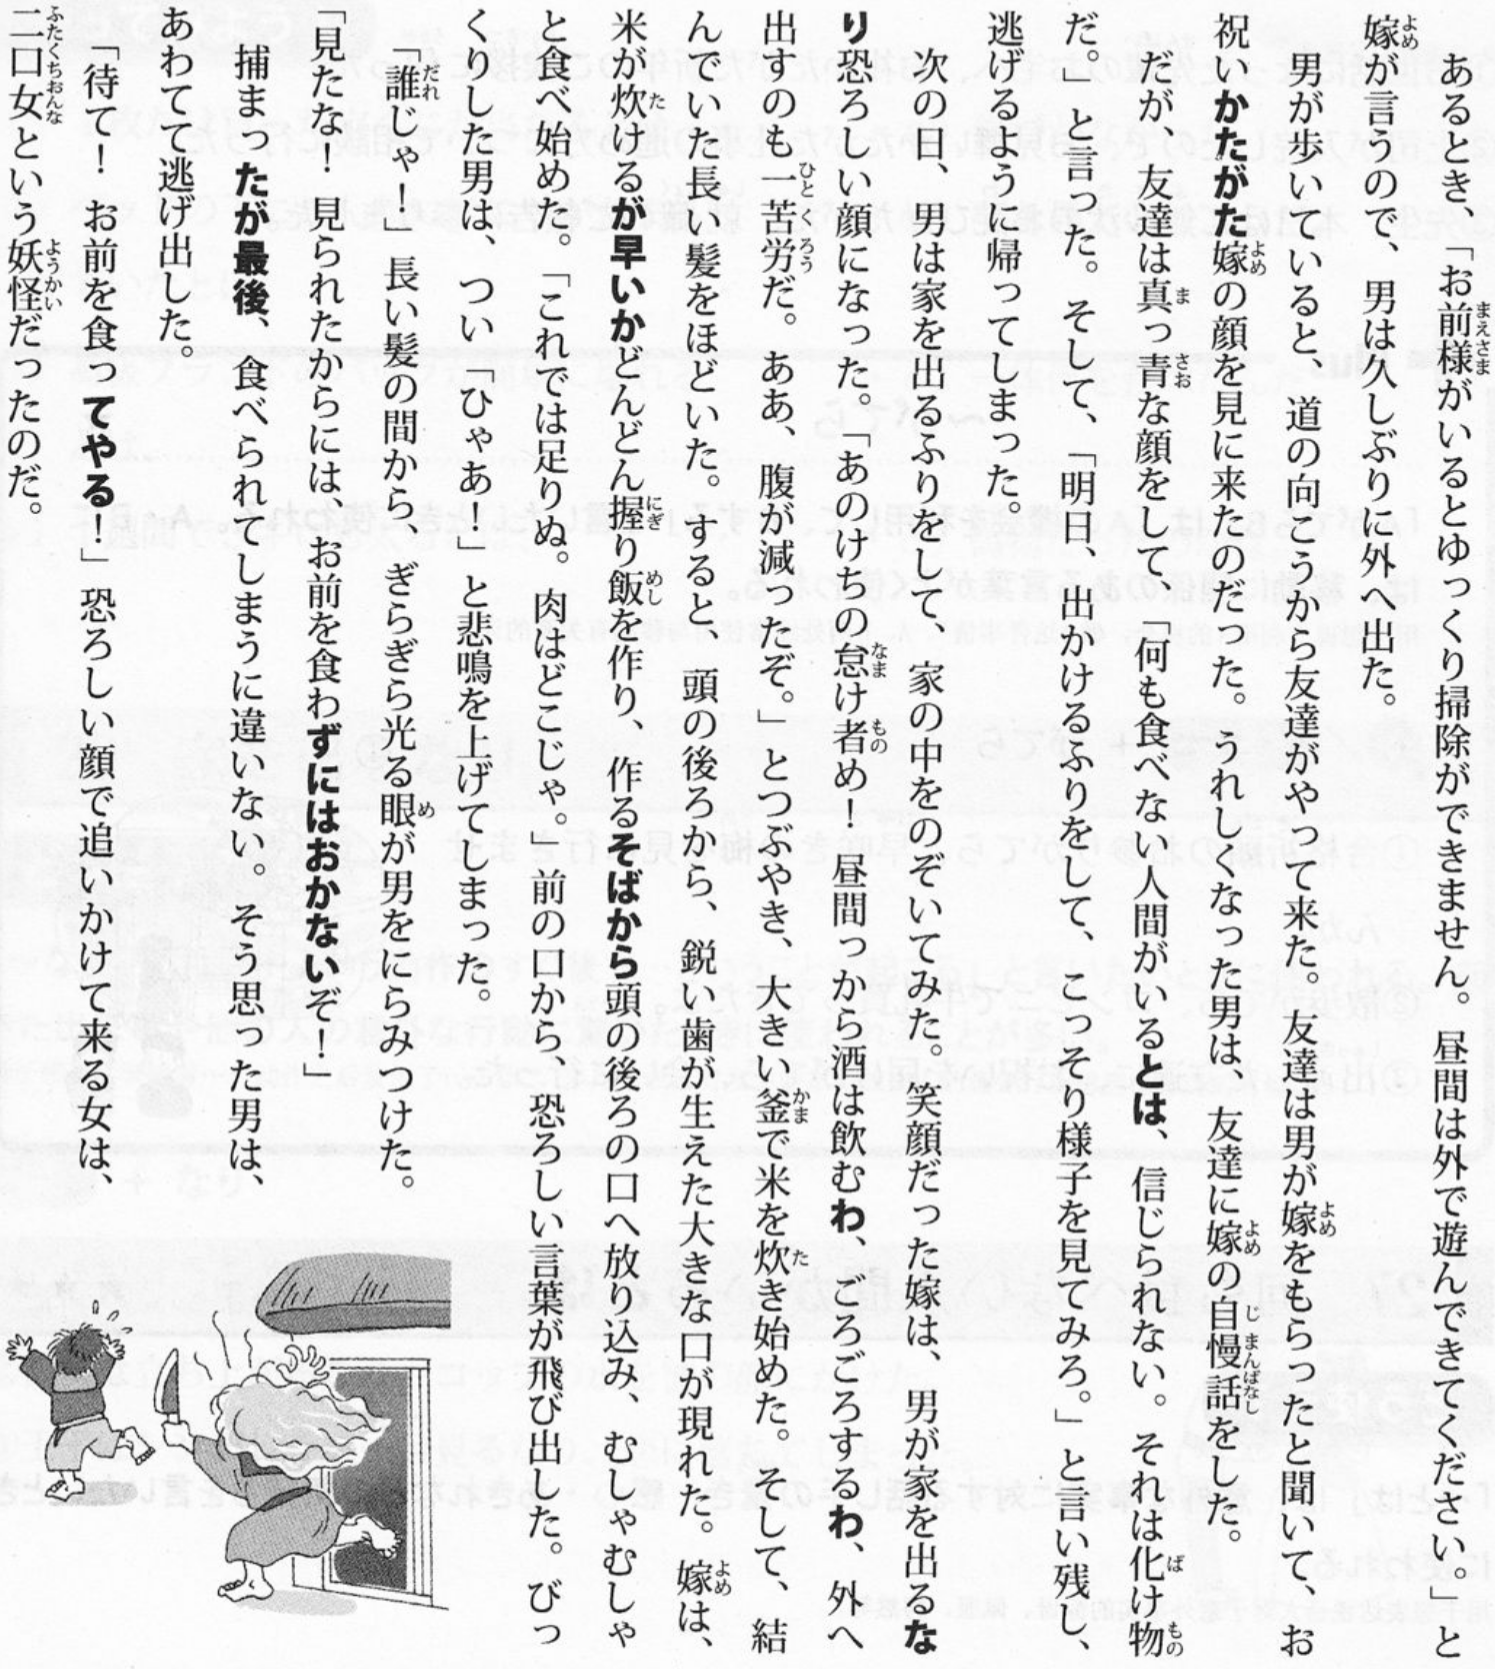 あるとき、「お前様がいるとゆっくり掃除ができません。昼間は外で遊んできてください。」と
嫁が言うので、男は久しぶりに外へ出た。
男が歩いていると、道の向こうから友達がやって来た。友達は男が嫁をもらったと聞いて、お
祝いかたがた嫁の顔を見に来たのだった。うれしくなった男は、友達に嫁の自慢話をした。
だが、友達は真っ青な顔をして、「何も食べない人間がいるとは、信じられない。それは化け物
だ。」と言った。そして、「明日、出かけるふりをして、こっそり様子を見てみろ。」と言い残し、
逃げるように帰ってしまった。
次の日、男は家を出るふりをして、家の中をのぞいてみた。笑顔だった嫁は、男が家を出るな
り恐ろしい顔になった。「あのけちの怠け者め！昼間っから酒は飲むわ、ごろごろするわ、外へ
出すのも一苦労だ。ああ、腹が減ったぞ。」とつぶやき、大きい釜で米を炊き始めた。そして、結
んでいた長い髪をほどいた。すると、頭の後ろから、鋭い歯が生えた大きな口が現れた。嫁は、
米が炊けるが早いかどんどん握り飯を作り、作るそばから頭の後ろの口へ放り込み、むしゃむしゃ
と食べ始めた。「これでは足りぬ。肉はどこじゃ。」前の口から、恐ろしい言葉が飛び出した。びっ
くりした男は、つい「ひゃあ！」と悲鳴を上げてしまった。
「誰じゃ！」長い髪の間から、ぎらぎら光る眼が男をにらみつけた。
「見たな！見られたからには、お前を食わずにはおかないぞ！」
捕まったが最後、食べられてしまうに違いない。そう思った男は、
あわてて逃げ出した。
「待て！お前を食ってやる！」恐ろしい顔で追いかけて来る女は、
二口女という妖怪だったのだ。